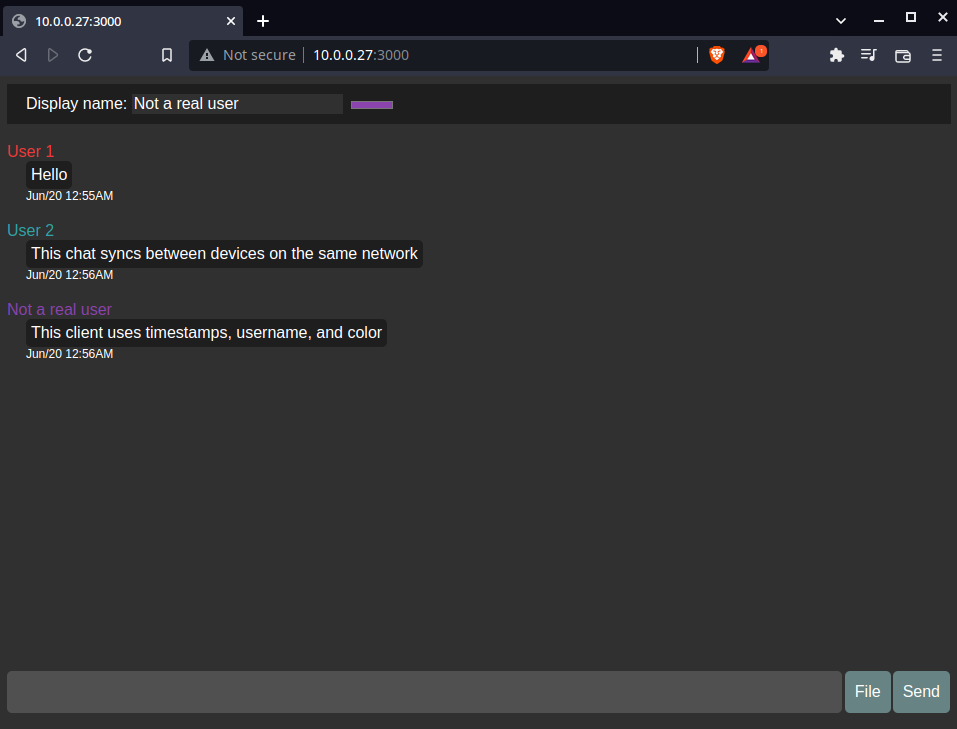 10.0.0.27:3000
Not secure 10.0.0.27:3000
1
Display name: Not a real user
User 1
Hello
Jun/20 12:55AM
User 2
This chat syncs between devices on the same network
Jun/20 12:56AM
Not a real user
This client uses timestamps, username, and color
Jun/20 12:56AM
File Send